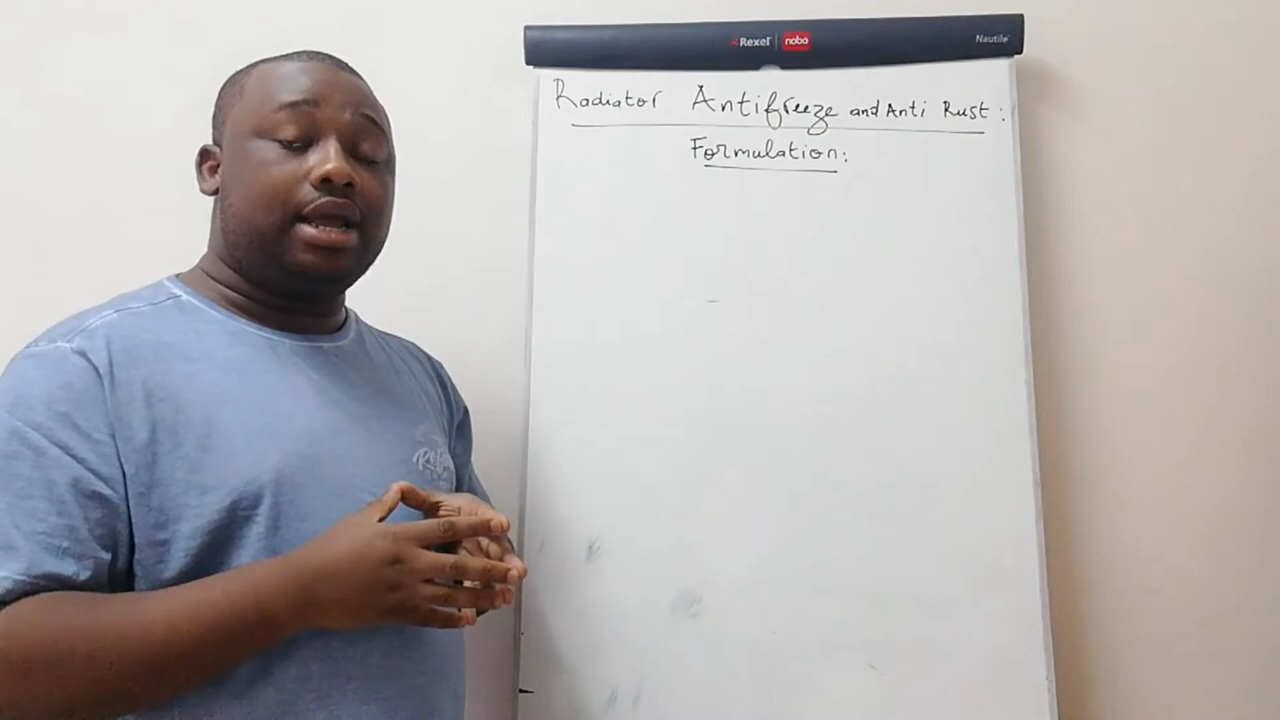 Rexel nobo Nautile
Radiator Antifreeze and Anti Rust:
Formulation: